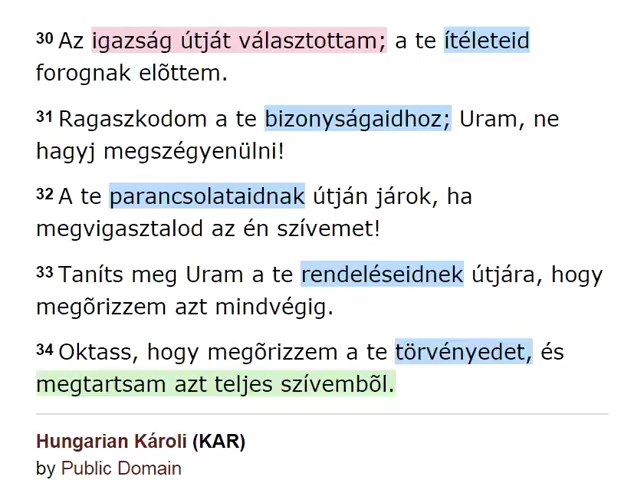 30 Az igazság útját választottam; a te ítéleteid
forognak elõttem.
31 Ragaszkodom a te bizonyságaidhoz; Uram, ne
hagyj megszégyenülni!
32 A te parancsolataidnak útján járok, ha
megvigasztalod az én szívemet!
33 Taníts meg Uram a te rendeléseidnek útjára, hogy
megõrizzem azt mindvégig.
34 Oktass, hogy megõrizzem a te törvényedet, és
megtartsam azt teljes szívembõl.
Hungarian Károli (KAR)
by Public Domain